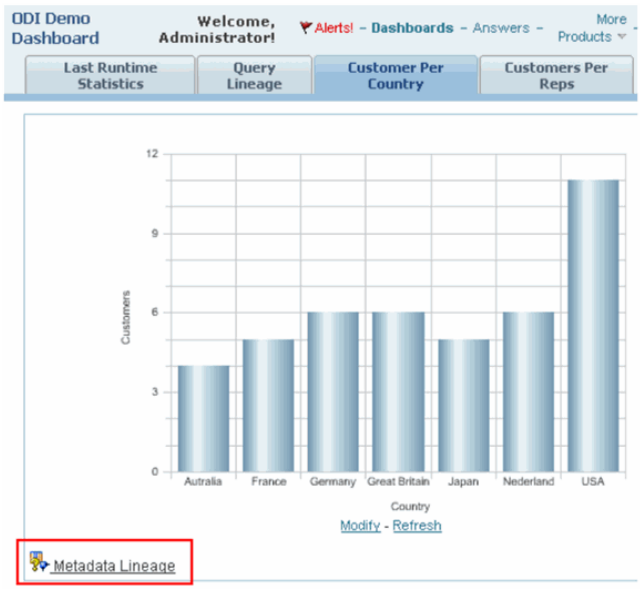 ODI Demo Dashboard
Welcome, Administrator!
Alerts! - Dashboards - Answers - More Products -
Last Runtime Statistics
Query Lineage
Customer Per Country
Customers Per Reps
12
9
6
3
0
Customers
Autralia France Germany Great Britain Japan Nederland USA
Country
Modify - Refresh
Metadata Lineage